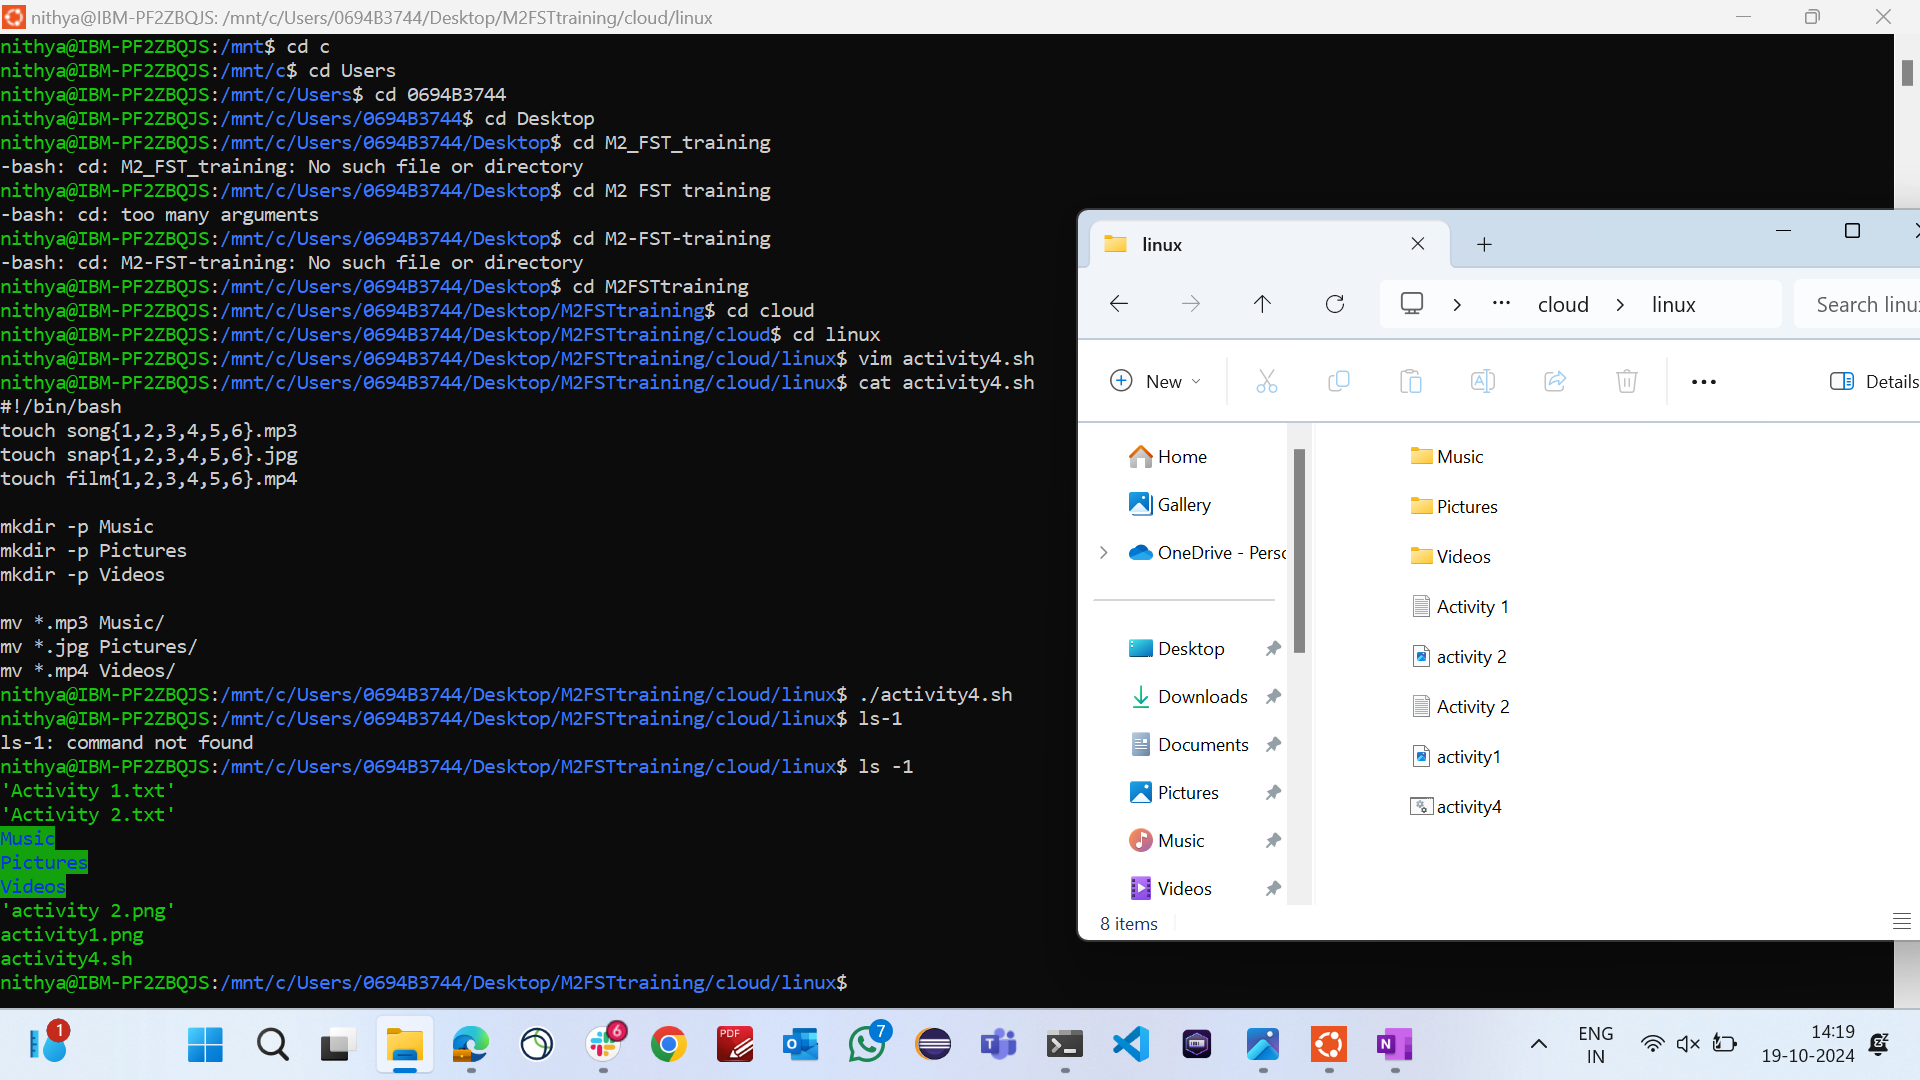 nithya@IBM-PF2ZBQJS: /mnt/c/Users/0694B3744/Desktop/M2FSTtraining/cloud/linux
nithya@IBM-PF2ZBQJS:/mnt$ cd c
nithya@IBM-PF2ZBQJS:/mnt/c$ cd Users
nithya@IBM-PF2ZBQJS:/mnt/c/Users$ cd 0694B3744
nithya@IBM-PF2ZBQJS:/mnt/c/Users/0694B3744$ cd Desktop
nithya@IBM-PF2ZBQJS:/mnt/c/Users/0694B3744/Desktop$ cd M2_FST_training
-bash: cd: M2_FST_training: No such file or directory
nithya@IBM-PF2ZBQJS:/mnt/c/Users/0694B3744/Desktop$ cd M2 FST training
-bash: cd: too many arguments
nithya@IBM-PF2ZBQJS:/mnt/c/Users/0694B3744/Desktop$ cd M2-FST-training
-bash: cd: M2-FST-training: No such file or directory
nithya@IBM-PF2ZBQJS:/mnt/c/Users/0694B3744/Desktop$ cd M2FSTtraining
nithya@IBM-PF2ZBQJS:/mnt/c/Users/0694B3744/Desktop/M2FSTtraining$ cd cloud
nithya@IBM-PF2ZBQJS:/mnt/c/Users/0694B3744/Desktop/M2FSTtraining/cloud$ cd linux
nithya@IBM-PF2ZBQJS:/mnt/c/Users/0694B3744/Desktop/M2FSTtraining/cloud/linux$ vim activity4.sh
nithya@IBM-PF2ZBQJS:/mnt/c/Users/0694B3744/Desktop/M2FSTtraining/cloud/linux$ cat activity4.sh
#!/bin/bash
touch song{1,2,3,4,5,6}.mp3
touch snap{1,2,3,4,5,6}.jpg
touch film{1,2,3,4,5,6}.mp4
mkdir -p Music
mkdir -p Pictures
mkdir -p Videos
mv *.mp3 Music/
mv *.jpg Pictures/
mv *.mp4 Videos/
nithya@IBM-PF2ZBQJS:/mnt/c/Users/0694B3744/Desktop/M2FSTtraining/cloud/linux$ ./activity4.sh
nithya@IBM-PF2ZBQJS:/mnt/c/Users/0694B3744/Desktop/M2FSTtraining/cloud/linux$ ls-1
ls-1: command not found
nithya@IBM-PF2ZBQJS:/mnt/c/Users/0694B3744/Desktop/M2FSTtraining/cloud/linux$ ls -1
'Activity 1.txt'
'Activity 2.txt'
Music
Pictures
Videos
'activity 2.png'
activity1.png
activity4.sh
nithya@IBM-PF2ZBQJS:/mnt/c/Users/0694B3744/Desktop/M2FSTtraining/cloud/linux$
linux
cloud > linux
Search linu
New
Details
Home
Gallery
OneDrive - Perso
Desktop
Downloads
Documents
Pictures
Music
Videos
Music
Pictures
Videos
Activity 1
activity 2
Activity 2
activity1
activity4
8 items
1
6
PDF
7
ENG
IN
14:19
19-10-2024